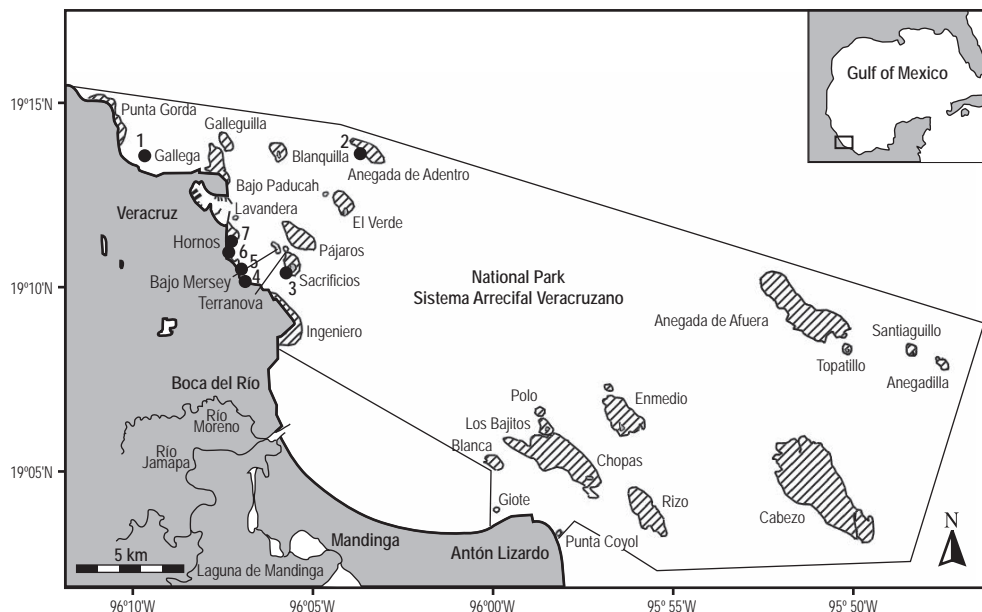 Gulf of Mexico
19°15'N
Punta Gorda
Galleguilla
1
2
Gallega
Blanquilla
Anegada de Adentro
Bajo Paducah
Veracruz
Lavandera
El Verde
7
Hornos
6
Pájaros
5
Bajo Mersey
4
Sacrificios
3
Terranova
National Park
Sistema Arrecifal Veracruzano
19°10'N
Ingeniero
Anegada de Afuera
Santiaguillo
Topatillo
Anegadilla
Boca del Río
Río
Moreno
Polo
Enmedio
Los Bajitos
Río
Jamapa
Blanca
19°05'N
Chopas
Giote
Rizo
Cabezo
N
Mandinga
Antón Lizardo
Punta Coyol
5 km
Laguna de Mandinga
96°10'W
96°05'W
96°00'W
95°55'W
95° 50'W